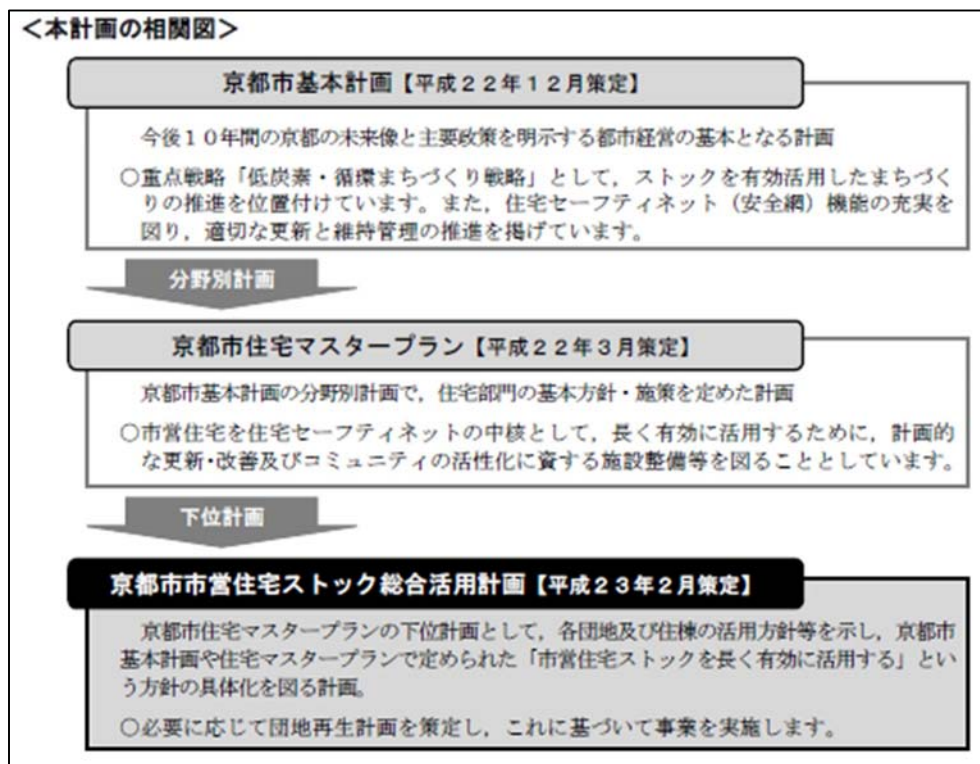 ＜本計画の相関図＞
京都市基本計画【平成２２年１２月策定】
今後１０年間の京都の未来像と主要政策を明示する都市経営の基本となる計画
○重点戦略「低炭素・循環まちづくり戦略」として，ストックを有効活用したまちづく
りの推進を位置付けています。また，住宅セーフティネット（安全網）機能の充実を
図り，適切な更新と維持管理の推進を掲げています。
分野別計画
京都市住宅マスタープラン【平成２２年３月策定】
京都市基本計画の分野別計画で，住宅部門の基本方針・施策を定めた計画
○市営住宅を住宅セーフティネットの中核として，長く有効に活用するために，計画的
な更新・改善及びコミュニティの活性化に資する施設整備等を図ることとしています。
下位計画
京都市市営住宅ストック総合活用計画【平成２３年２月策定】
京都市住宅マスタープランの下位計画として，各団地及び住棟の活用方針等を示し，京都市
基本計画や住宅マスタープランで定められた「市営住宅ストックを長く有効に活用する」とい
う方針の具体化を図る計画。
○必要に応じて団地再生計画を策定し，これに基づいて事業を実施します。